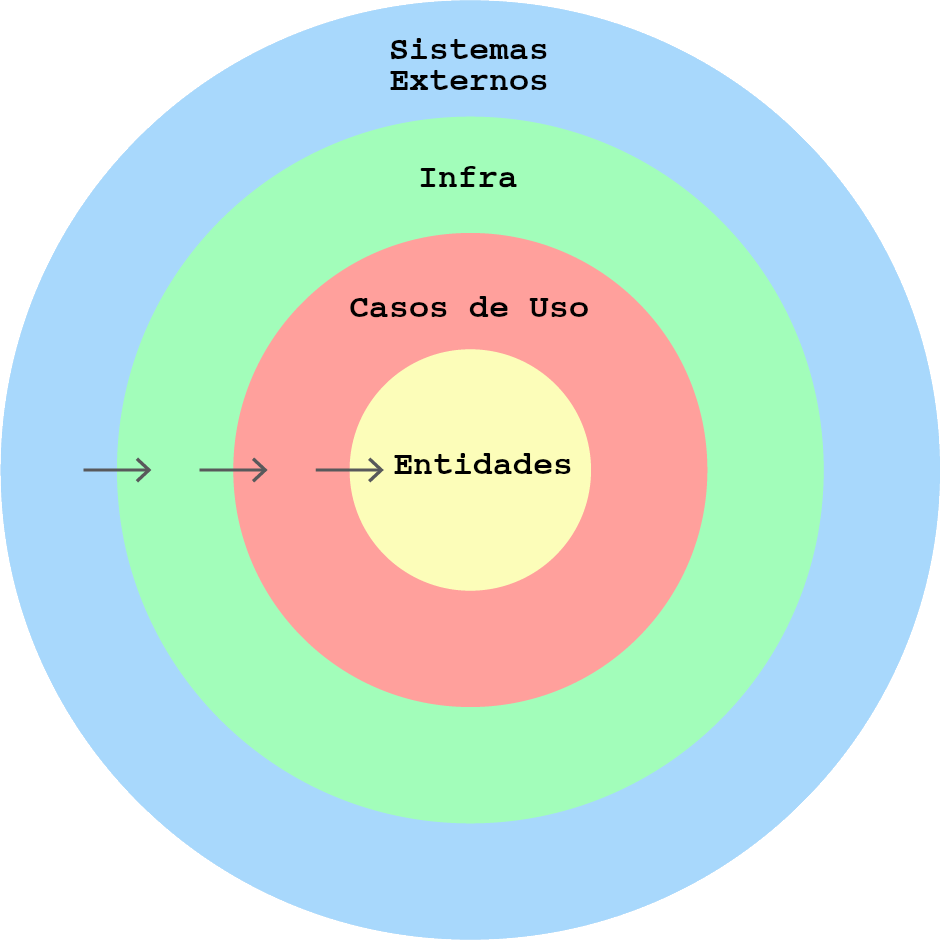 Sistemas
Externos
Infra
Casos de Uso
Entidades